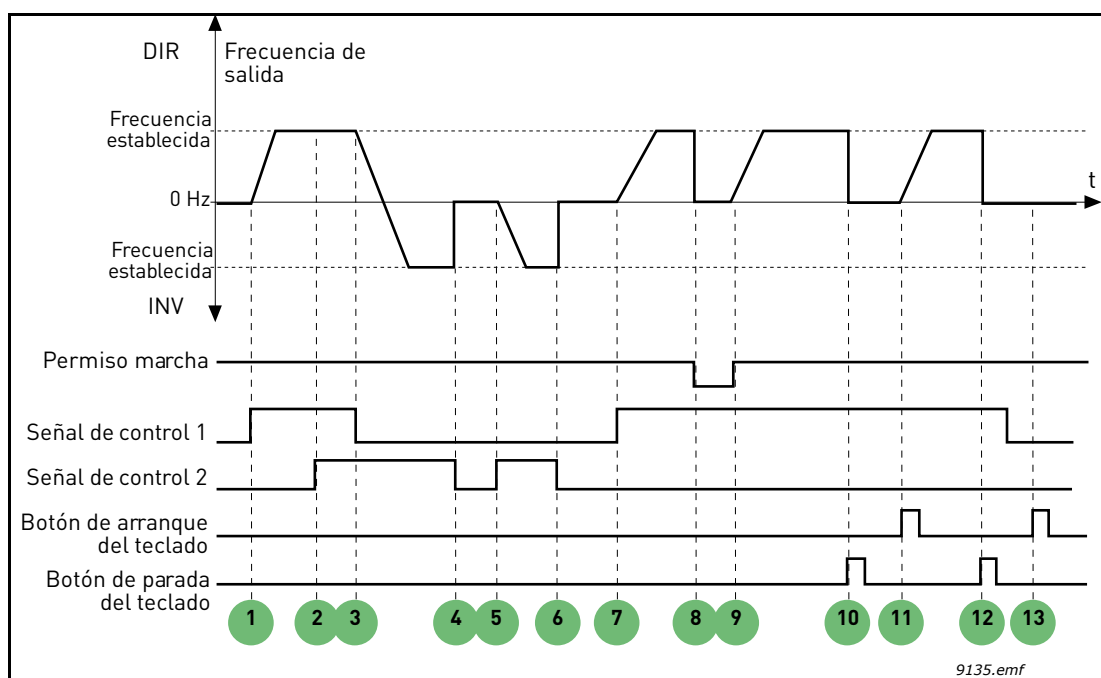 DIR
Frecuencia de
salida
Frecuencia
establecida
0 Hz
t
Frecuencia
establecida
INV
Permiso marcha
Señal de control 1
Señal de control 2
Botón de arranque
del teclado
Botón de parada
del teclado
1 2 3 4 5 6 7 8 9 10 11 12 13
9135.emf